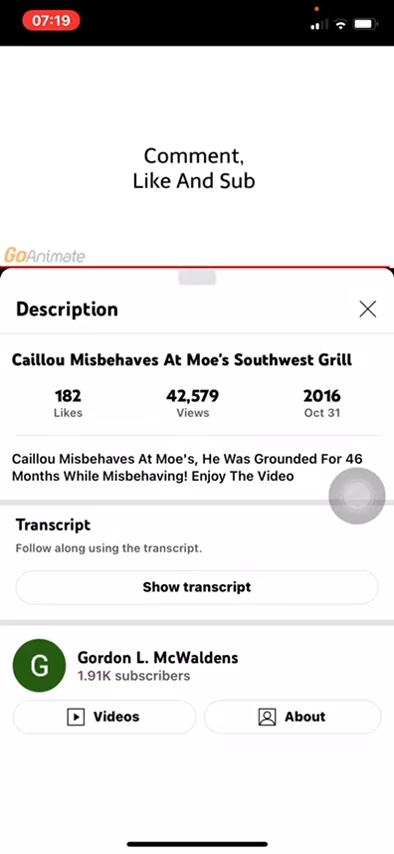 07:19
Comment,
Like And Sub
GoAnimate
Description
Caillou Misbehaves At Moe's Southwest Grill
182 42,579 2016
Likes Views Oct 31
Caillou Misbehaves At Moe's, He Was Grounded For 46
Months While Misbehaving! Enjoy The Video
Transcript
Follow along using the transcript.
Show transcript
G
Gordon L. McWaldens
1.91K subscribers
Videos About